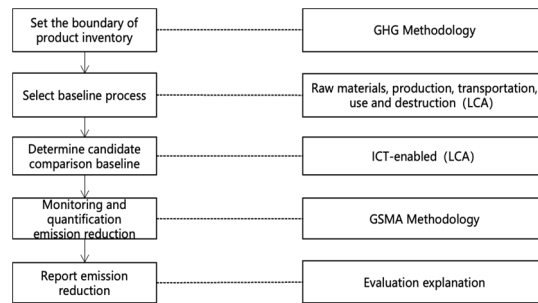 Set the boundary of
product inventory
GHG Methodology
Select baseline process
Raw materials, production, transportation,
use and destruction (LCA)
Determine candidate
comparison baseline
ICT-enabled (LCA)
Monitoring and
quantification
emission reduction
GSMA Methodology
Report emission
reduction
Evaluation explanation